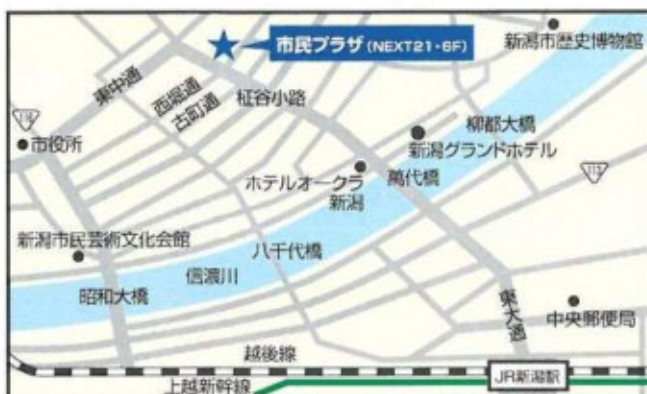 市民プラザ(NEXT21・6F)
新潟市歴史博物館
東中通
西堀通
古町通
柾谷小路
116
市役所
柳都大橋
新潟グランドホテル
ホテルオークラ
新潟
萬代橋
113
新潟市民芸術文化会館
八千代橋
信濃川
昭和大橋
東大通
中央郵便局
越後線
JR新潟駅
上越新幹線